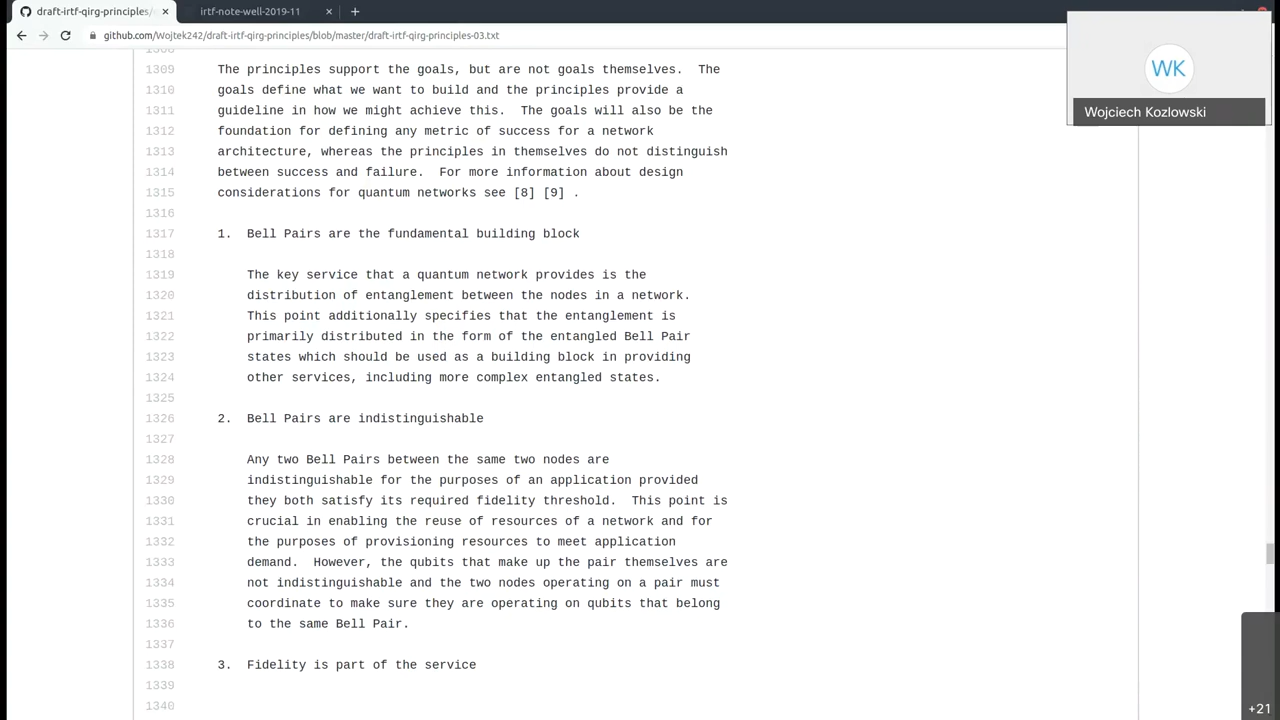 draft-irtf-qirg-principles/
irtf-note-well-2019-11
github.com/Wojtek242/draft-irtf-qirg-principles/blob/master/draft-irtf-qirg-principles-03.txt
WK
Wojciech Kozlowski
1308
1309 The principles support the goals, but are not goals themselves. The
1310 goals define what we want to build and the principles provide a
1311 guideline in how we might achieve this. The goals will also be the
1312 foundation for defining any metric of success for a network
1313 architecture, whereas the principles in themselves do not distinguish
1314 between success and failure. For more information about design
1315 considerations for quantum networks see [8] [9] .
1316
1317 1. Bell Pairs are the fundamental building block
1318
1319 The key service that a quantum network provides is the
1320 distribution of entanglement between the nodes in a network.
1321 This point additionally specifies that the entanglement is
1322 primarily distributed in the form of the entangled Bell Pair
1323 states which should be used as a building block in providing
1324 other services, including more complex entangled states.
1325
1326 2. Bell Pairs are indistinguishable
1327
1328 Any two Bell Pairs between the same two nodes are
1329 indistinguishable for the purposes of an application provided
1330 they both satisfy its required fidelity threshold. This point is
1331 crucial in enabling the reuse of resources of a network and for
1332 the purposes of provisioning resources to meet application
1333 demand. However, the qubits that make up the pair themselves are
1334 not indistinguishable and the two nodes operating on a pair must
1335 coordinate to make sure they are operating on qubits that belong
1336 to the same Bell Pair.
1337
1338 3. Fidelity is part of the service
1339
1340
+21